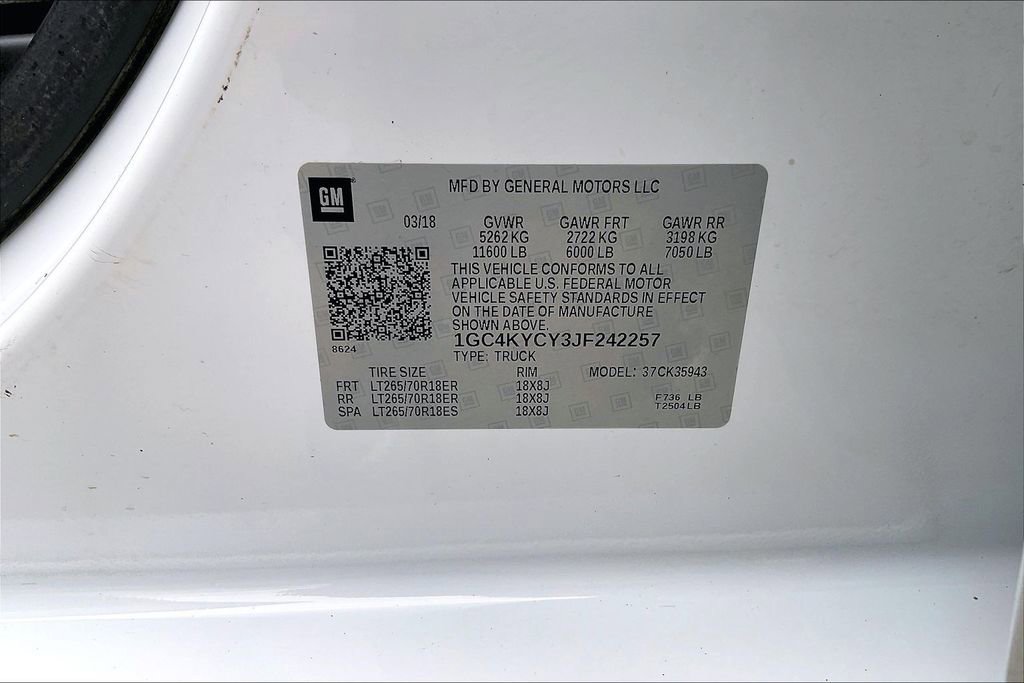 GM
MFD BY GENERAL MOTORS LLC
03/18 GVWR GAWR FRT GAWR RR
5262 KG 2722 KG 3198 KG
11600 LB 6000 LB 7050 LB
THIS VEHICLE CONFORMS TO ALL
APPLICABLE U.S. FEDERAL MOTOR
VEHICLE SAFETY STANDARDS IN EFFECT
ON THE DATE OF MANUFACTURE
SHOWN ABOVE.
8624
1GC4KYCY3JF242257
TYPE: TRUCK
TIRE SIZE RIM MODEL: 37CK35943
FRT LT265/70R18ER 18X8J
RR LT265/70R18ER 18X8J F736 LB
SPA LT265/70R18ES 18X8J T2504LB